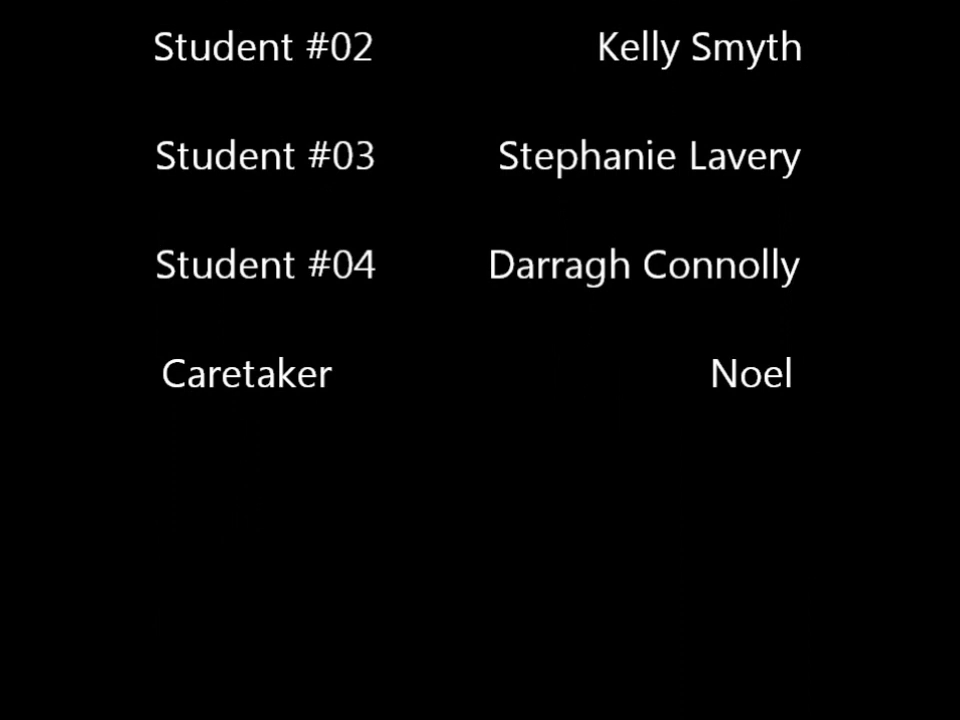 Student #02 Kelly Smyth
Student #03 Stephanie Lavery
Student #04 Darragh Connolly
Caretaker Noel